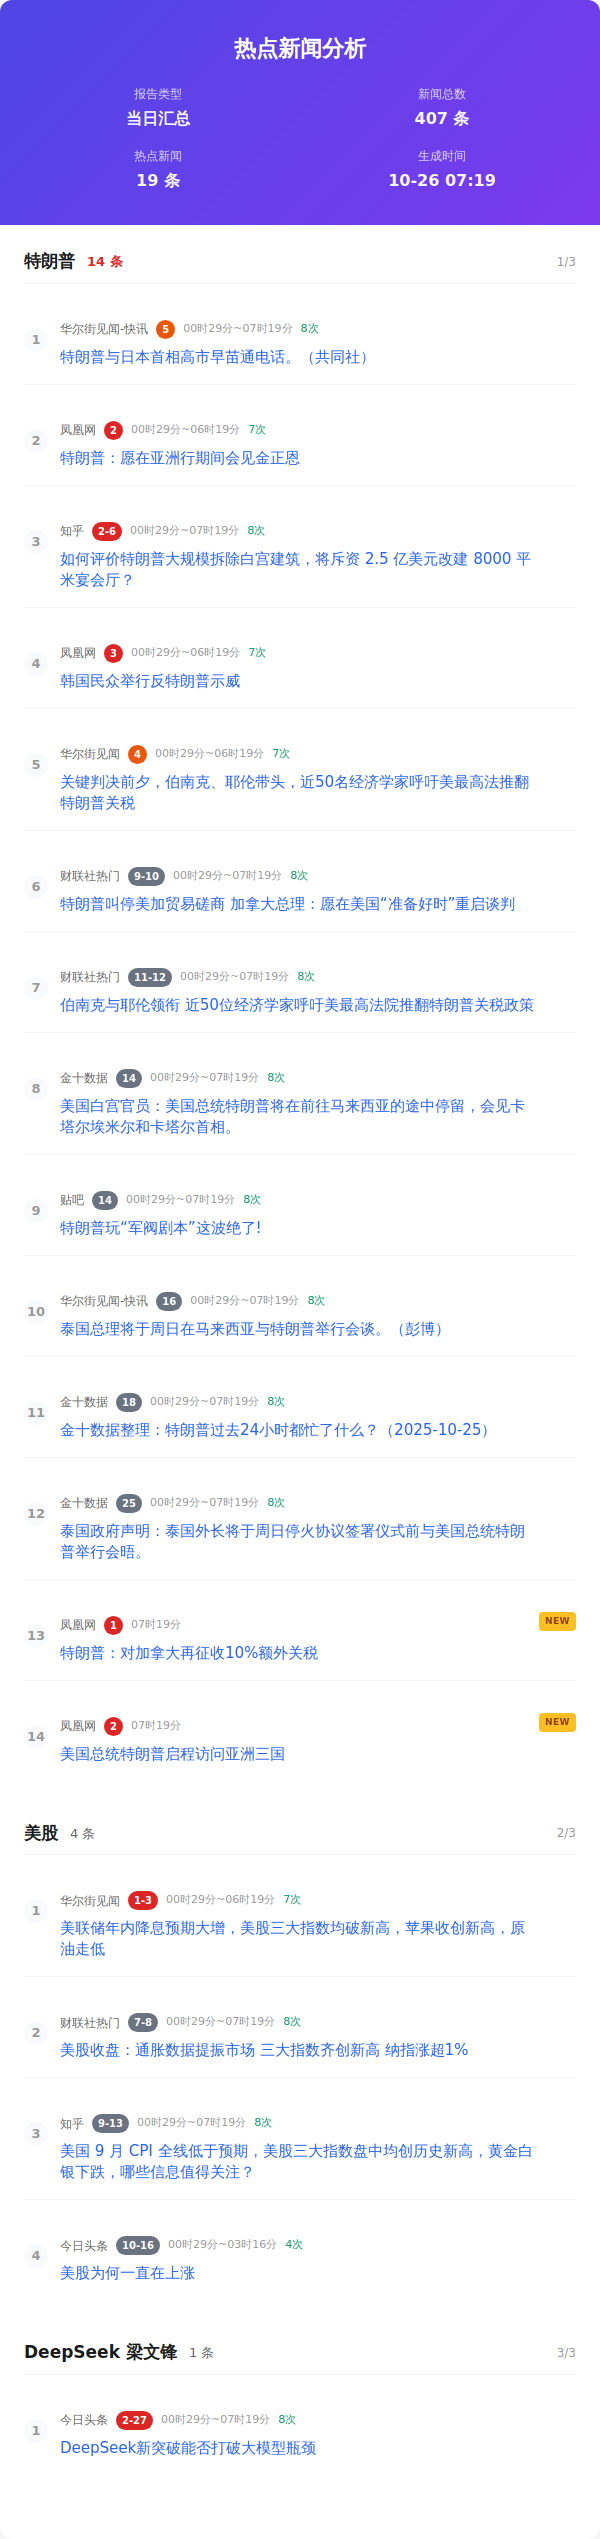 热点新闻分析
报告类型
新闻总数
当日汇总
407 条
热点新闻
生成时间
19 条
10-26 07:19
特朗普 14 条 1/3
1 华尔街见闻-快讯 5 00时29分~07时19分 8次
特朗普与日本首相高市早苗通电话。（共同社）
2 凤凰网 2 00时29分~06时19分 7次
特朗普：愿在亚洲行期间会见金正恩
3 知乎 2-6 00时29分~07时19分 8次
如何评价特朗普大规模拆除白宫建筑，将斥资 2.5 亿美元改建 8000 平
米宴会厅？
4 凤凰网 3 00时29分~06时19分 7次
韩国民众举行反特朗普示威
5 华尔街见闻 4 00时29分~06时19分 7次
关键判决前夕，伯南克、耶伦带头，近50名经济学家呼吁美最高法推翻
特朗普关税
6 财联社热门 9-10 00时29分~07时19分 8次
特朗普叫停美加贸易磋商 加拿大总理：愿在美国“准备好时”重启谈判
7 财联社热门 11-12 00时29分~07时19分 8次
伯南克与耶伦领衔 近50位经济学家呼吁美最高法院推翻特朗普关税政策
8 金十数据 14 00时29分~07时19分 8次
美国白宫官员：美国总统特朗普将在前往马来西亚的途中停留，会见卡
塔尔埃米尔和卡塔尔首相。
9 贴吧 14 00时29分~07时19分 8次
特朗普玩“军阀剧本”这波绝了!
10 华尔街见闻-快讯 16 00时29分~07时19分 8次
泰国总理将于周日在马来西亚与特朗普举行会谈。（彭博）
11 金十数据 18 00时29分~07时19分 8次
金十数据整理：特朗普过去24小时都忙了什么？（2025-10-25）
12 金十数据 25 00时29分~07时19分 8次
泰国政府声明：泰国外长将于周日停火协议签署仪式前与美国总统特朗
普举行会晤。
13 凤凰网 1 07时19分 NEW
特朗普：对加拿大再征收10%额外关税
14 凤凰网 2 07时19分 NEW
美国总统特朗普启程访问亚洲三国
美股 4 条 2/3
1 华尔街见闻 1-3 00时29分~06时19分 7次
美联储年内降息预期大增，美股三大指数均破新高，苹果收创新高，原
油走低
2 财联社热门 7-8 00时29分~07时19分 8次
美股收盘：通胀数据提振市场 三大指数齐创新高 纳指涨超1%
3 知乎 9-13 00时29分~07时19分 8次
美国 9 月 CPI 全线低于预期，美股三大指数盘中均创历史新高，黄金白
银下跌，哪些信息值得关注？
4 今日头条 10-16 00时29分~03时16分 4次
美股为何一直在上涨
DeepSeek 梁文锋 1 条 3/3
1 今日头条 2-27 00时29分~07时19分 8次
DeepSeek新突破能否打破大模型瓶颈